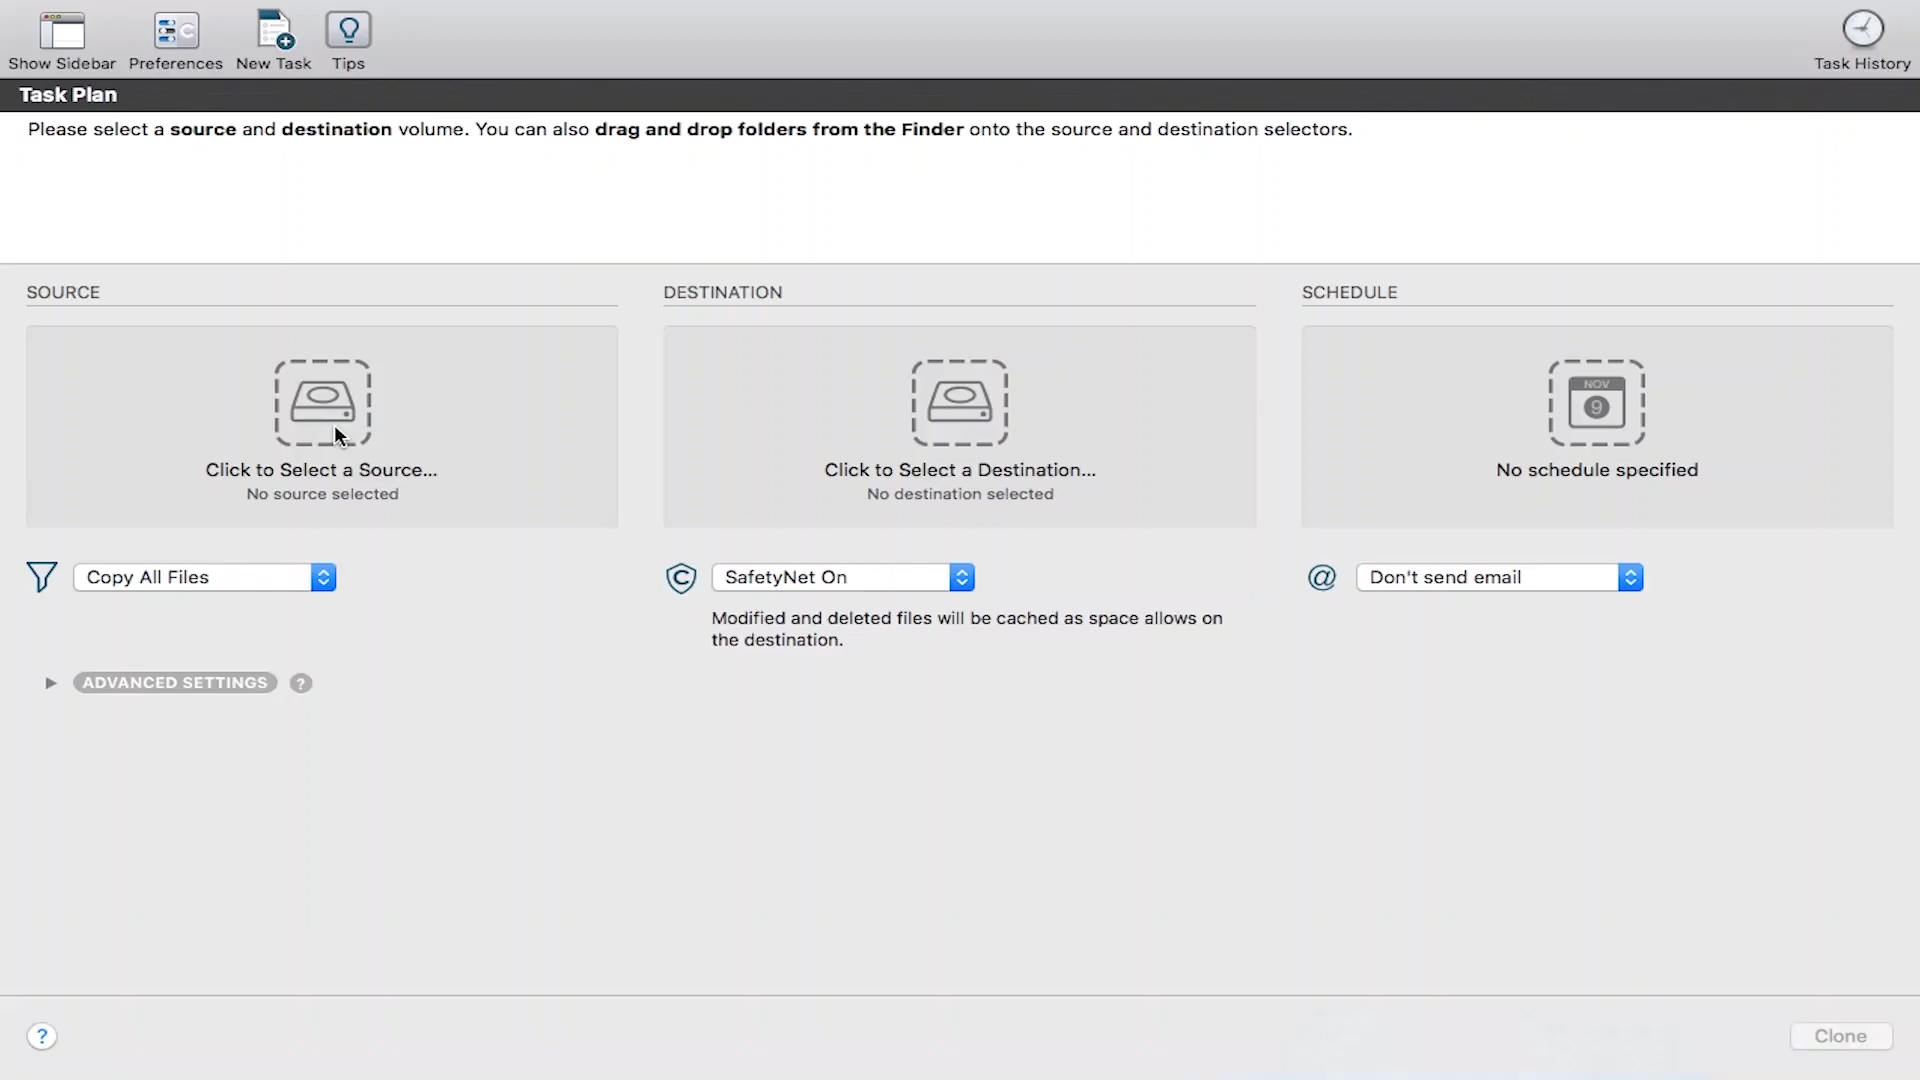 Show Sidebar
Preferences
New Task
Tips
Task History
Task Plan
Please select a source and destination volume. You can also drag and drop folders from the Finder onto the source and destination selectors.
SOURCE
DESTINATION
SCHEDULE
NOV
9
Click to Select a Source...
No source selected
Click to Select a Destination...
No destination selected
No schedule specified
Copy All Files
C
SafetyNet On
@
Don't send email
Modified and deleted files will be cached as space allows on
the destination.
ADVANCED SETTINGS
?
?
Clone